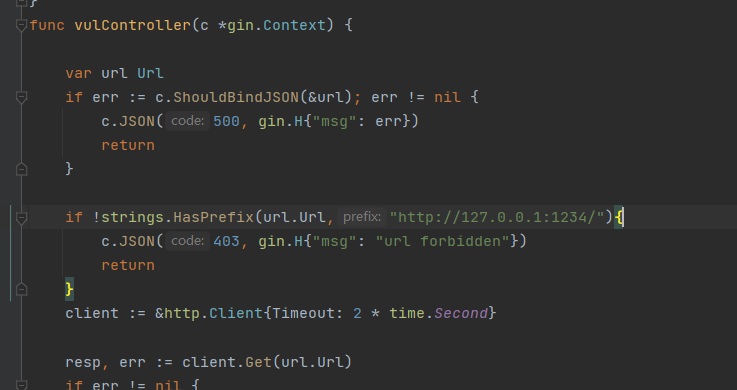 }
func vulController(c *gin.Context) {
var url Url
if err := c.ShouldBindJSON(&url); err != nil {
c.JSON( code: 500, gin.H{"msg": err})
return
}
if !strings.HasPrefix(url.Url, prefix: "http://127.0.0.1:1234/"){
c.JSON( code: 403, gin.H{"msg": "url forbidden"})
return
}
client := &http.Client{Timeout: 2 * time.Second}
resp, err := client.Get(url.Url)
if err != nil {